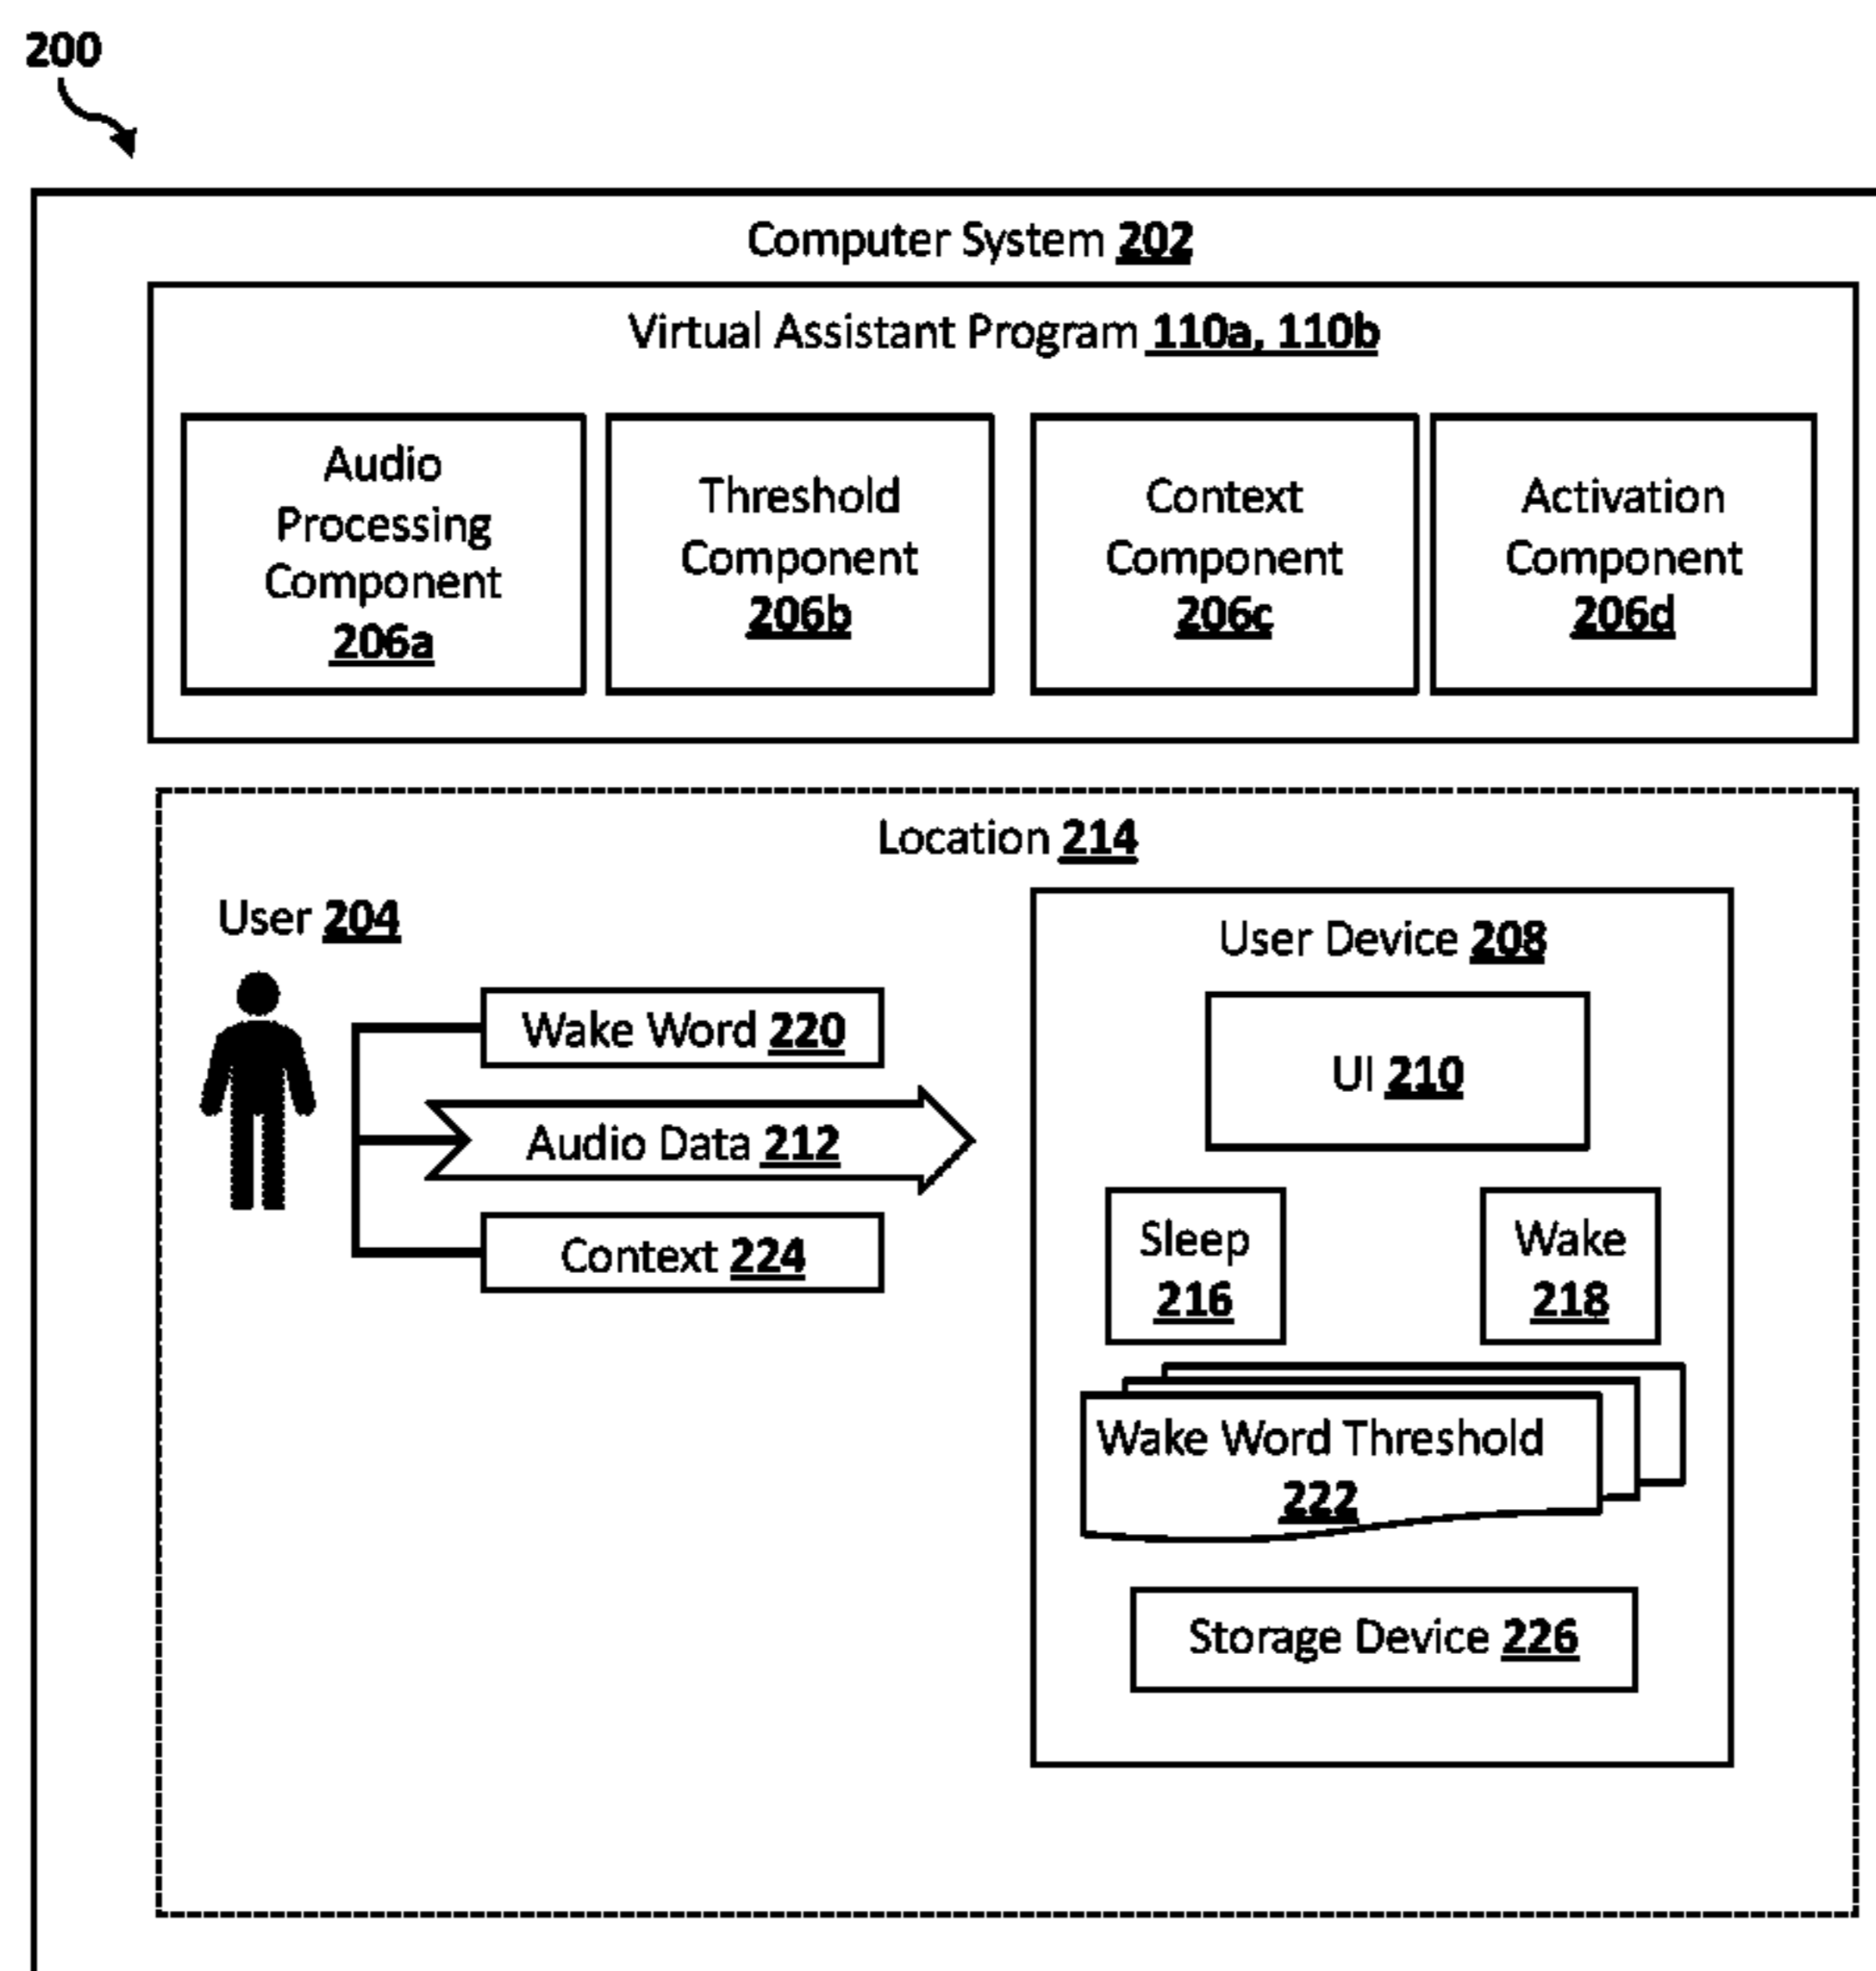 200
Computer System 202
Virtual Assistant Program 110a, 110b
Audio
Processing
Component
206a
Threshold
Component
206b
Context
Component
206c
Activation
Component
206d
Location 214
User 204
Wake Word 220
Audio Data 212
Context 224
User Device 208
UI 210
Sleep
216
Wake
218
Wake Word Threshold
222
Storage Device 226